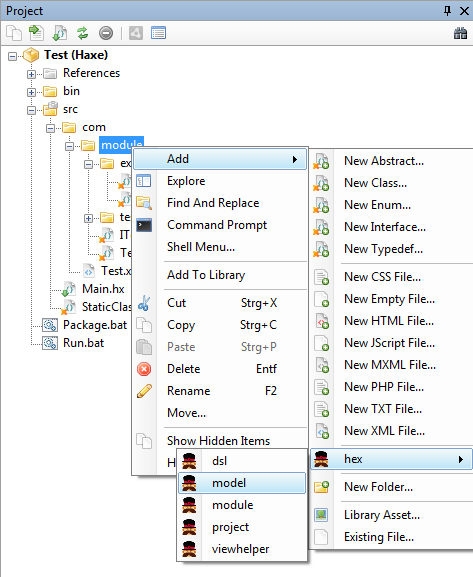 Project
Test (Haxe)
References
bin
src
com
module
ex
te
IT
Te
Test.x
Main.hx
StaticClas
Package.bat
Run.bat
Add
Explore
Find And Replace
Command Prompt
Shell Menu...
Add To Library
Cut Strg+X
Copy Strg+C
Paste Strg+P
Delete Entf
Rename F2
Move...
Show Hidden Items
H
New Abstract...
New Class...
New Enum...
New Interface...
New Typedef...
New CSS File...
New Empty File...
New HTML File...
New JScript File...
New MXML File...
New PHP File...
New TXT File...
New XML File...
hex
New Folder...
Library Asset...
Existing File...
dsl
model
module
project
viewhelper